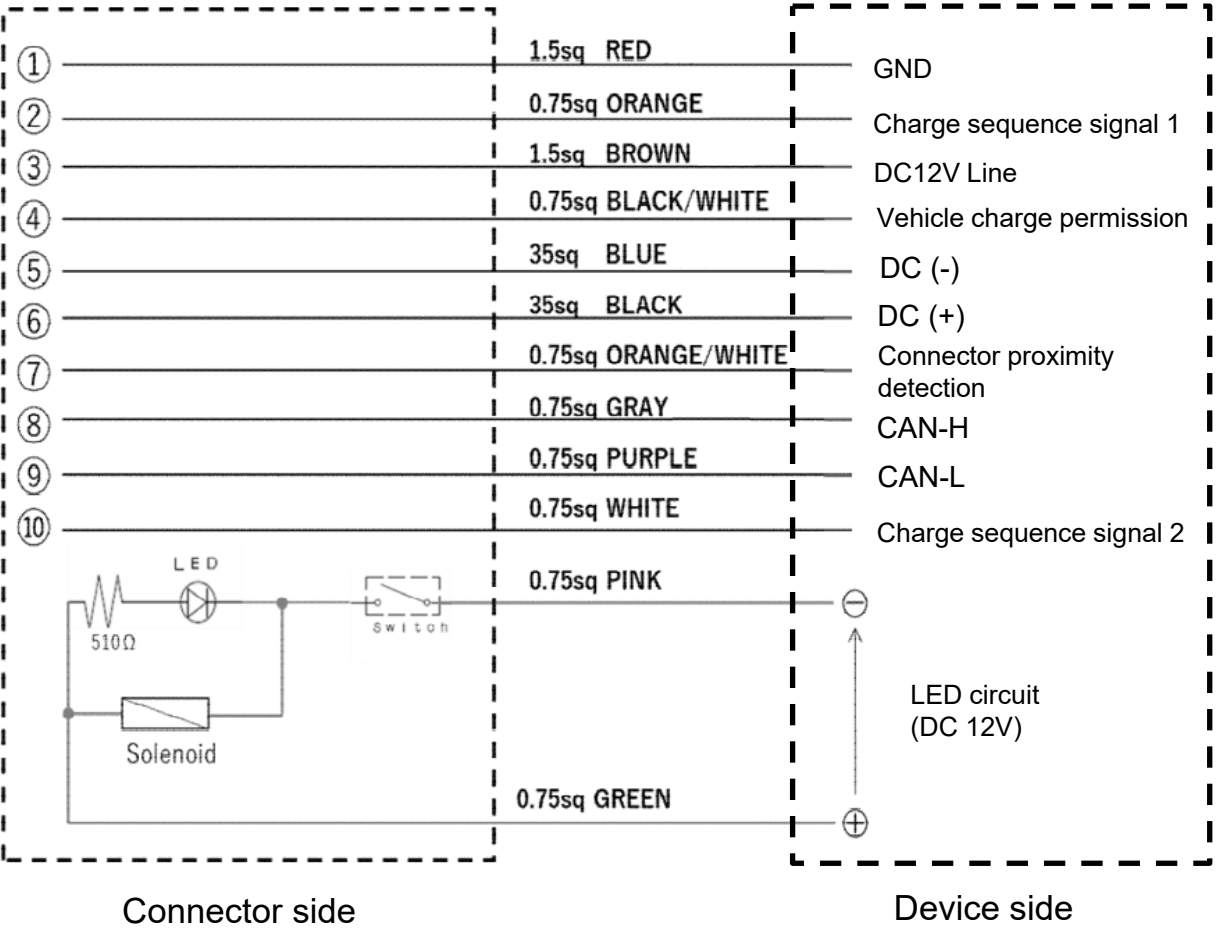 ① 1.5sq RED GND
② 0.75sq ORANGE Charge sequence signal 1
③ 1.5sq BROWN DC12V Line
④ 0.75sq BLACK/WHITE Vehicle charge permission
⑤ 35sq BLUE DC (-)
⑥ 35sq BLACK DC (+)
⑦ 0.75sq ORANGE/WHITE Connector proximity
detection
⑧ 0.75sq GRAY CAN-H
⑨ 0.75sq PURPLE CAN-L
⑩ 0.75sq WHITE Charge sequence signal 2
LED
0.75sq PINK
Switch
510Ω
LED circuit
(DC 12V)
Solenoid
0.75sq GREEN
Connector side
Device side